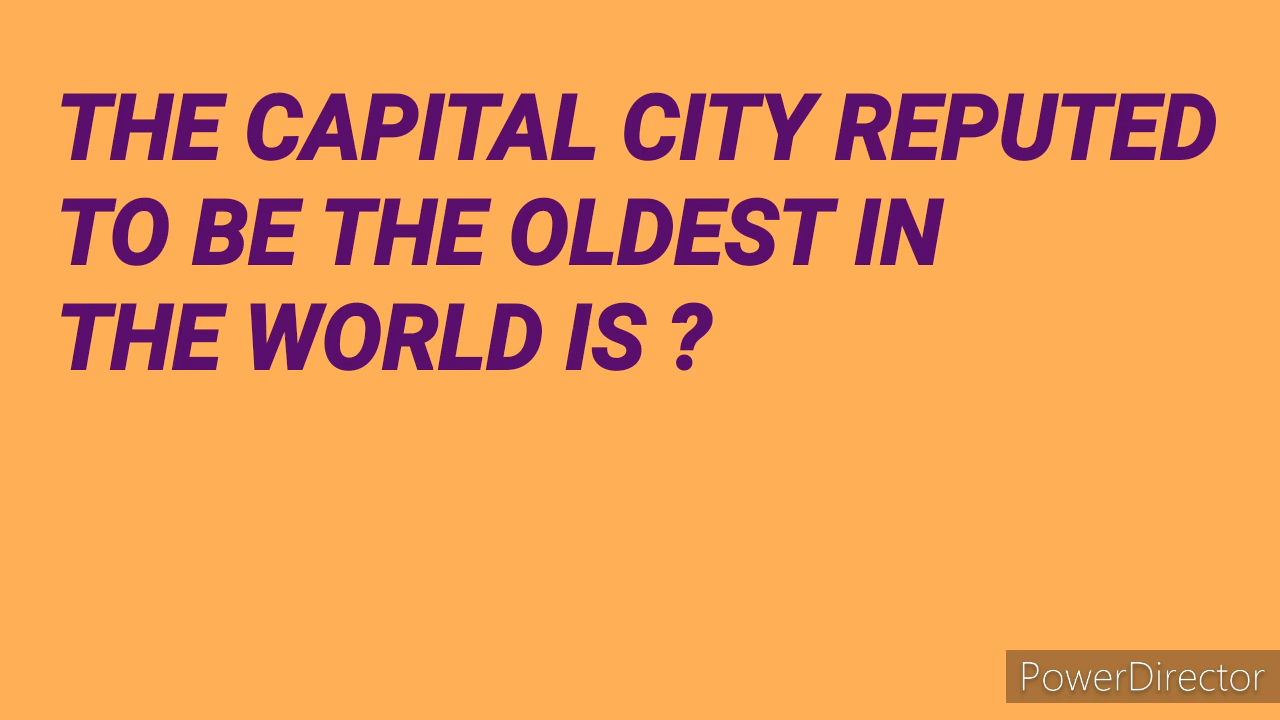 THE CAPITAL CITY REPUTED
TO BE THE OLDEST IN
THE WORLD IS ?
PowerDirector